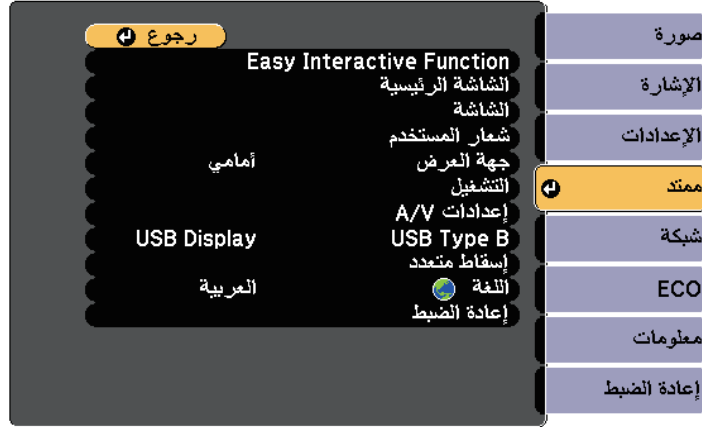 رجوع
Easy Interactive Function
الشاشة الرئيسية
الشاشة
شعار المستخدم
جهة العرض أمامي
التشغيل
إعدادات A/V
USB Type B USB Display
إسقاط متعدد
اللغة العربية
إعادة الضبط
صورة
الإشارة
الإعدادات
ممتد
شبكة
ECO
معلومات
إعادة الضبط